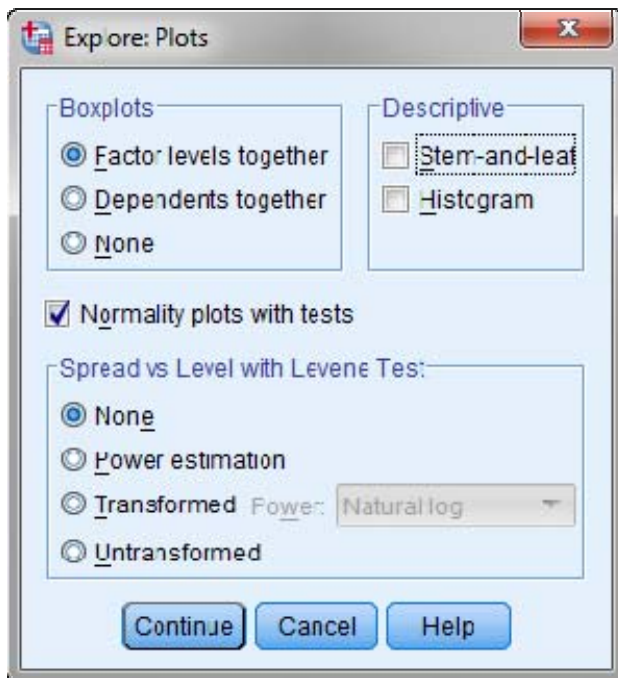 Explore: Plots
Boxplots
Factor levels together
Dependents together
None
Descriptive
Stem-and-leaf
Histogram
Normality plots with tests
Spread vs Level with Levene Test
None
Power estimation
Transformed Power: Natural log
Untransformed
Continue Cancel Help